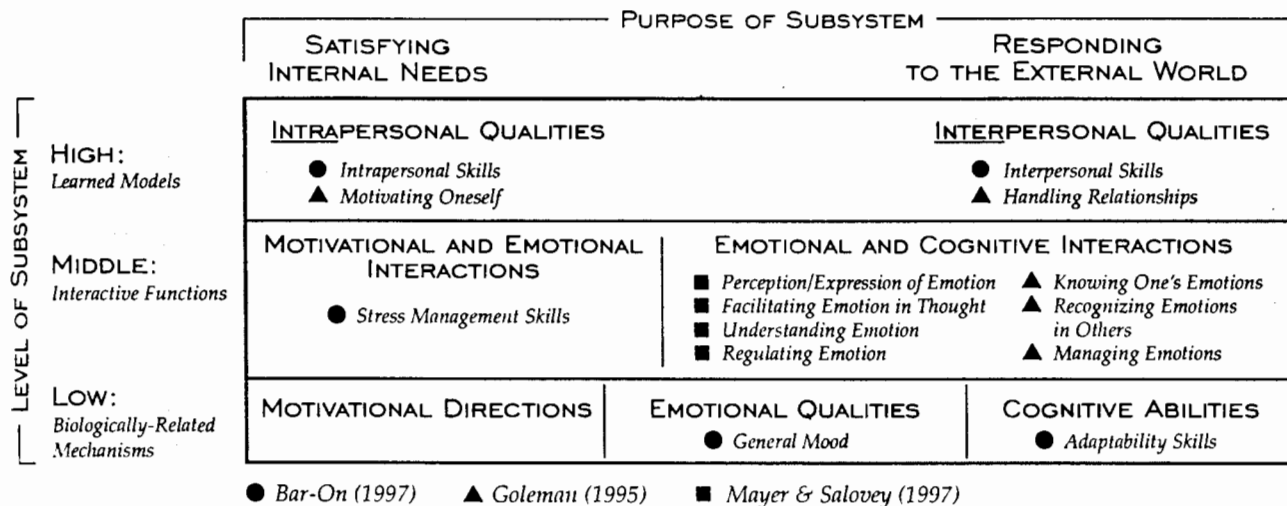 PURPOSE OF SUBSYSTEM
SATISFYING
INTERNAL NEEDS
RESPONDING
TO THE EXTERNAL WORLD
LEVEL OF SUBSYSTEM
HIGH:
Learned Models
INTRAPERSONAL QUALITIES
● Intrapersonal Skills
▲ Motivating Oneself
INTERPERSONAL QUALITIES
● Interpersonal Skills
▲ Handling Relationships
MIDDLE:
Interactive Functions
MOTIVATIONAL AND EMOTIONAL
INTERACTIONS
● Stress Management Skills
EMOTIONAL AND COGNITIVE INTERACTIONS
■ Perception/Expression of Emotion
■ Facilitating Emotion in Thought
■ Understanding Emotion
■ Regulating Emotion
▲ Knowing One's Emotions
▲ Recognizing Emotions
▲ in Others
▲ Managing Emotions
LOW:
Biologically-Related
Mechanisms
MOTIVATIONAL DIRECTIONS
EMOTIONAL QUALITIES
● General Mood
COGNITIVE ABILITIES
● Adaptability Skills
● Bar-On (1997) ▲ Goleman (1995) ■ Mayer & Salovey (1997)